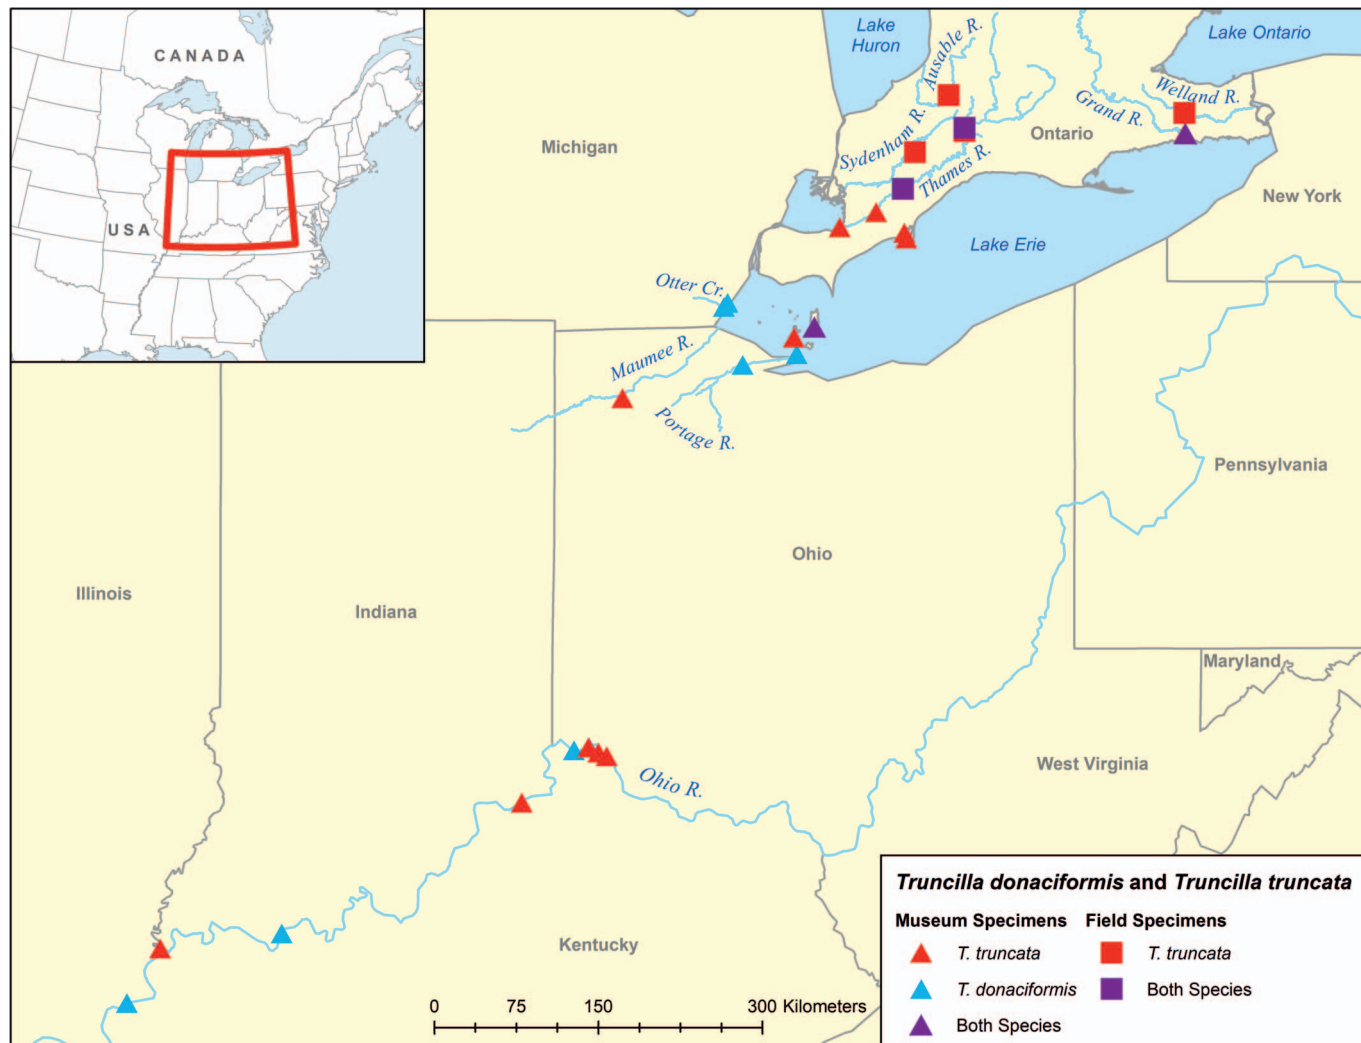 CANADA
USA
Lake
Huron
Ausable R.
Lake Ontario
Welland R.
Grand R.
Michigan
Sydenham R.
Ontario
Thames R.
New York
Lake Erie
Otter Cr.
Maumee R.
Portage R.
Pennsylvania
Ohio
Illinois
Indiana
Maryland
West Virginia
Ohio R.
Kentucky
0 75 150 300 Kilometers
Truncilla donaciformis and Truncilla truncata
Museum Specimens Field Specimens
T. truncata T. truncata
T. donaciformis Both Species
Both Species